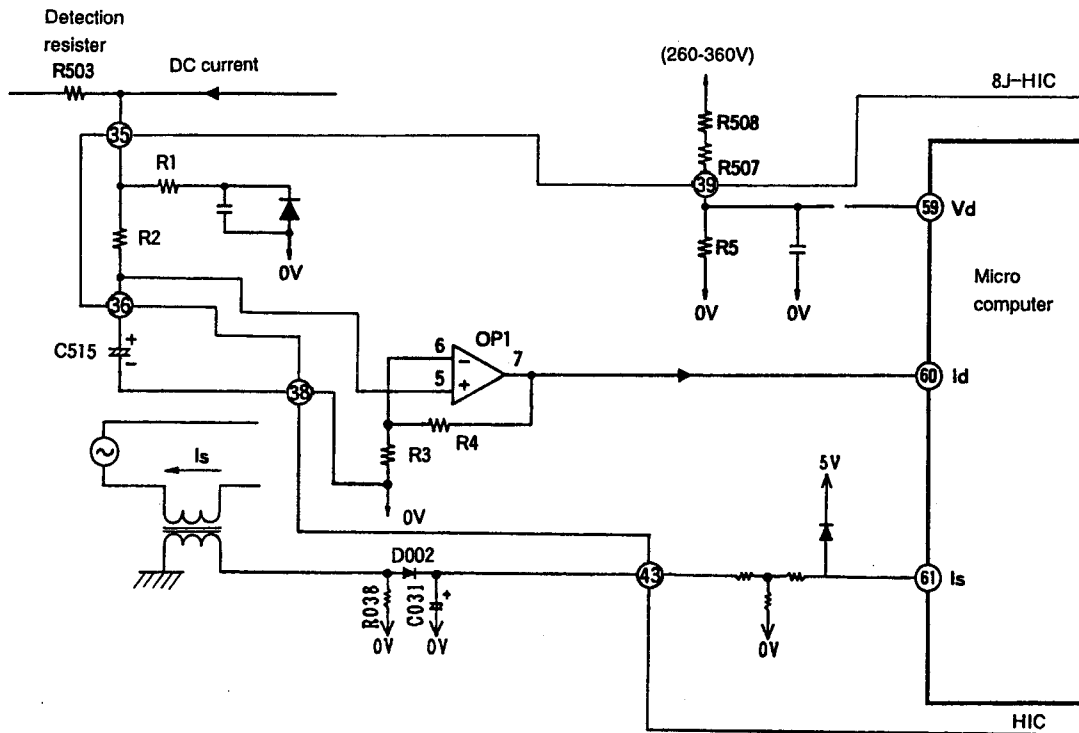 Detection
resister
R503
DC current
(260-360V)
8J-HIC
35
R508
R507
39
R1
59 Vd
R2
R5
0V
0V
0V
Micro
computer
36
C515
+
-
OP1
6
7
5
-
+
60 Id
38
R4
R3
Is
5V
0V
D002
43
61 Is
R038
C031
+
0V
0V
0V
HIC